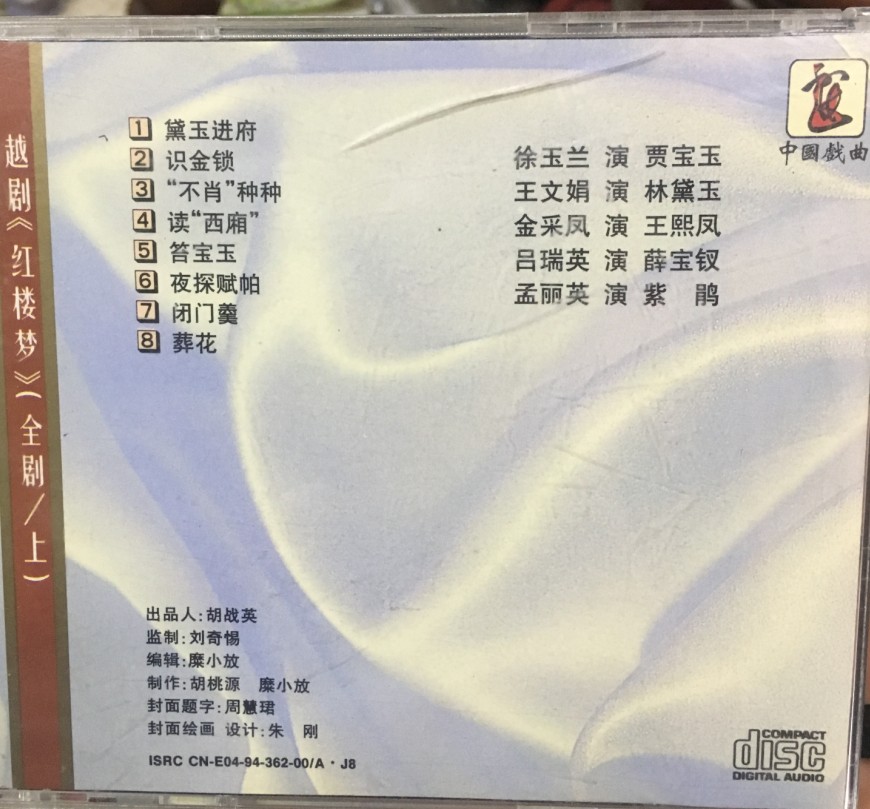 越剧《红楼梦》(全剧/上)
1 黛玉进府
2 识金锁
3 “不肖”种种
4 读“西廂”
5 笞宝玉
6 夜探赋帕
7 闭门羹
8 葬花
徐玉兰 演 贾宝玉
王文娟 演 林黛玉
金采凤 演 王熙凤
吕瑞英 演 薛宝钗
孟丽英 演 紫 鹃
中國戲曲
出品人:胡战英
监制:刘奇惕
编辑:糜小放
制作:胡桃源 糜小放
封面题字:周慧珺
封面绘画 设计:朱 刚
ISRC CN-E04-94-362-00/A·J8
COMPACT
disc
DIGITAL AUDIO